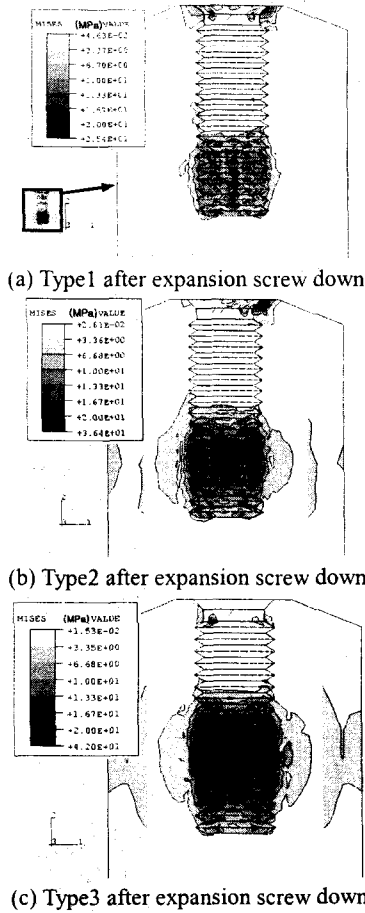 MISES (MPa)VALUE
+4.63E-02
+3.37E+00
+6.70E+00
+1.00E+01
+1.33E+01
+1.67E+01
+2.00E+01
+2.54E+01
(a) Type1 after expansion screw down
MISES (MPa)VALUE
+2.61E-02
+3.36E+00
+6.68E+00
+1.00E+01
+1.33E+01
+1.67E+01
+2.00E+01
+3.64E+01
(b) Type2 after expansion screw down
MISES (MPa)VALUE
+1.53E-02
+3.35E+00
+6.68E+00
+1.00E+01
+1.33E+01
+1.67E+01
+2.00E+01
+4.20E+01
(c) Type3 after expansion screw down